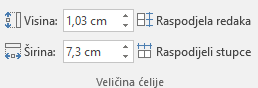 Visina: 1,03 cm Raspodjela redaka
Širina: 7,3 cm Raspodijeli stupce
Veličina ćelije